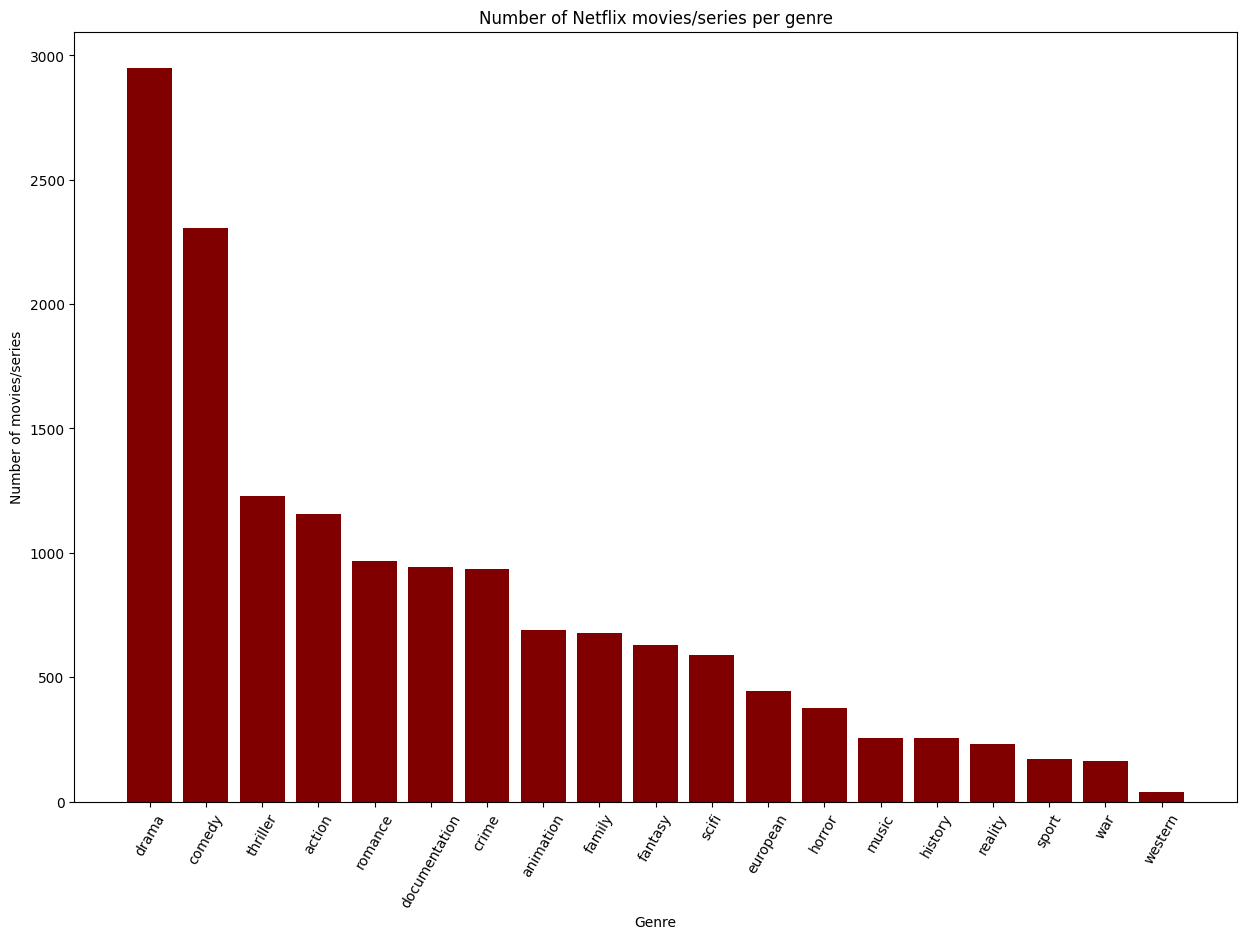 Number of Netflix movies/series per genre
Number of movies/series
3000
2500
2000
1500
1000
500
0
drama
comedy
thriller
action
romance
documentation
crime
animation
family
fantasy
scifi
european
horror
music
history
reality
sport
war
western
Genre